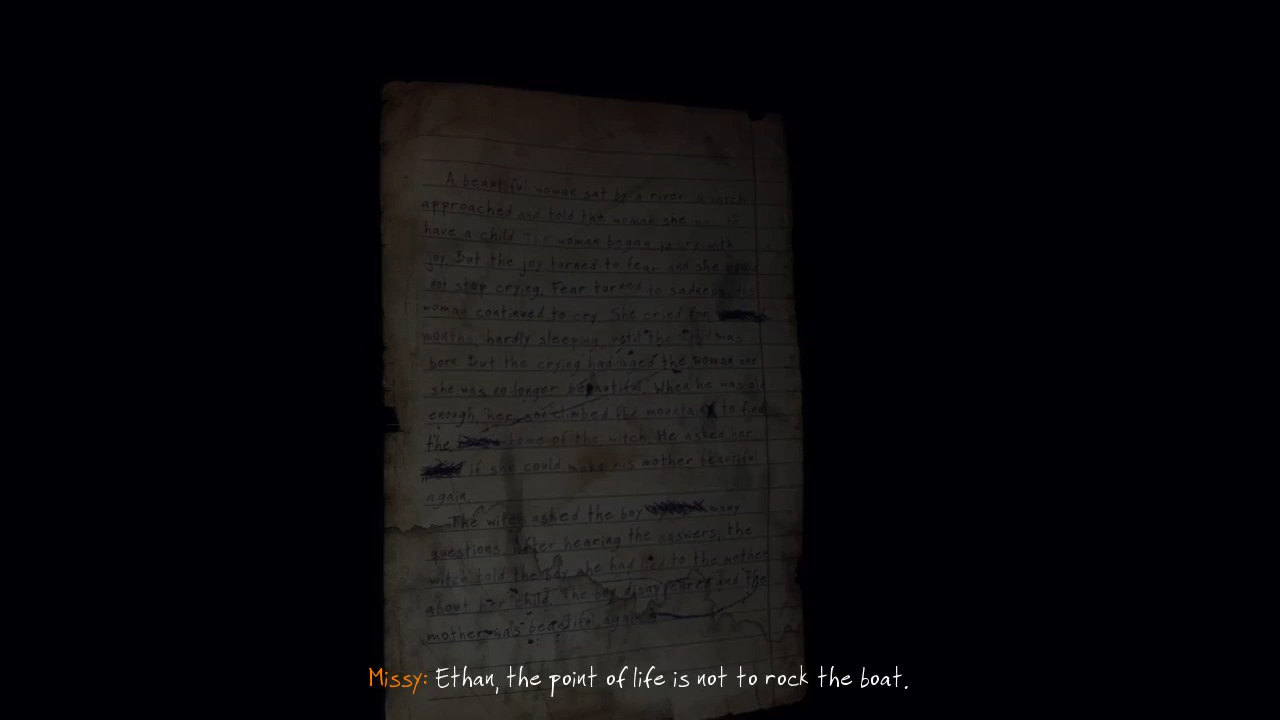 A beautiful woman sat by a river a witch
approached and told the woman she
have a child The woman began to cry with
joy. But the joy turned to fear and she could
not stop crying. Fear turned to sadness, the
woman continued to cry. She cried for
months, hardly sleeping, until the child was
born. But the crying had aged the woman and
she was no longer beautiful. When he was old
enough, her son climbed the mountain to find
the home of the witch. He asked her
if she could make his mother beautiful
again.
The witch asked the boy many
questions. After hearing the answers, the
witch told the boy she had lied to the mother
about her child. The boy disappeared and the
mother was beautiful again.
Missy: Ethan, the point of life is not to rock the boat.